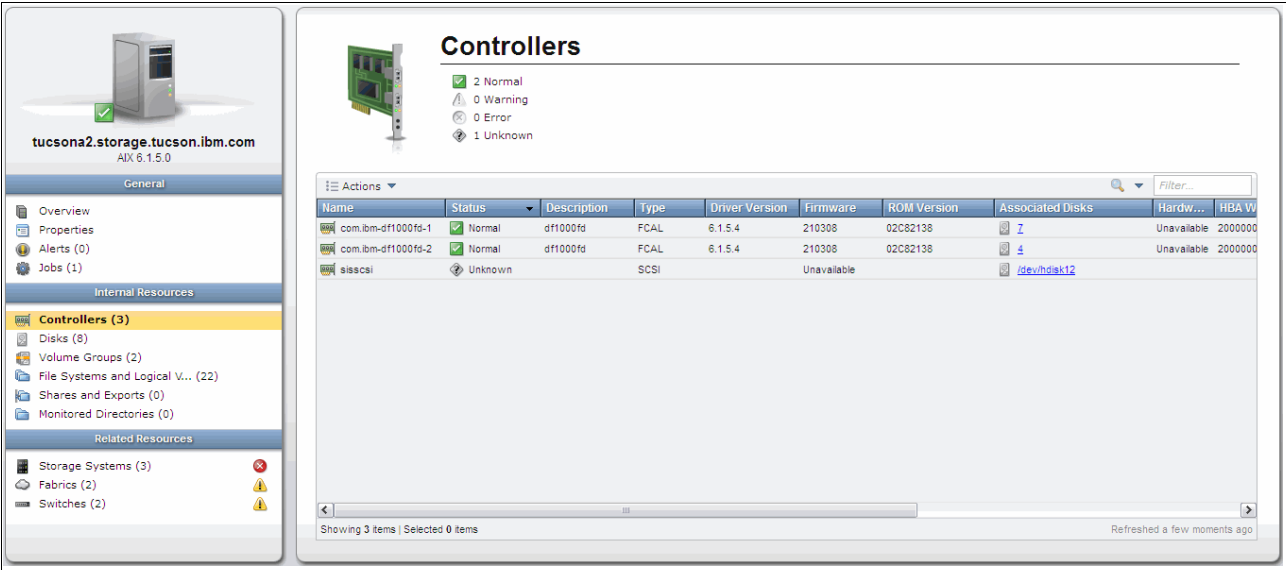 tucsona2.storage.tucson.ibm.com
AIX 6.1.5.0
General
Overview
Properties
Alerts (0)
Jobs (1)
Internal Resources
Controllers (3)
Disks (8)
Volume Groups (2)
File Systems and Logical V... (22)
Shares and Exports (0)
Monitored Directories (0)
Related Resources
Storage Systems (3)
Fabrics (2)
Switches (2)
Controllers
2 Normal
0 Warning
0 Error
1 Unknown
Actions Filter...
Name Status Description Type Driver Version Firmware ROM Version Associated Disks Hardw... HBA W
com.ibm-df1000fd-1 Normal df1000fd FCAL 6.1.5.4 210308 02C82138 7 Unavailable 2000000
com.ibm-df1000fd-2 Normal df1000fd FCAL 6.1.5.4 210308 02C82138 4 Unavailable 2000000
sisscsi Unknown SCSI Unavailable /dev/hdisk12
Showing 3 items | Selected 0 items Refreshed a few moments ago